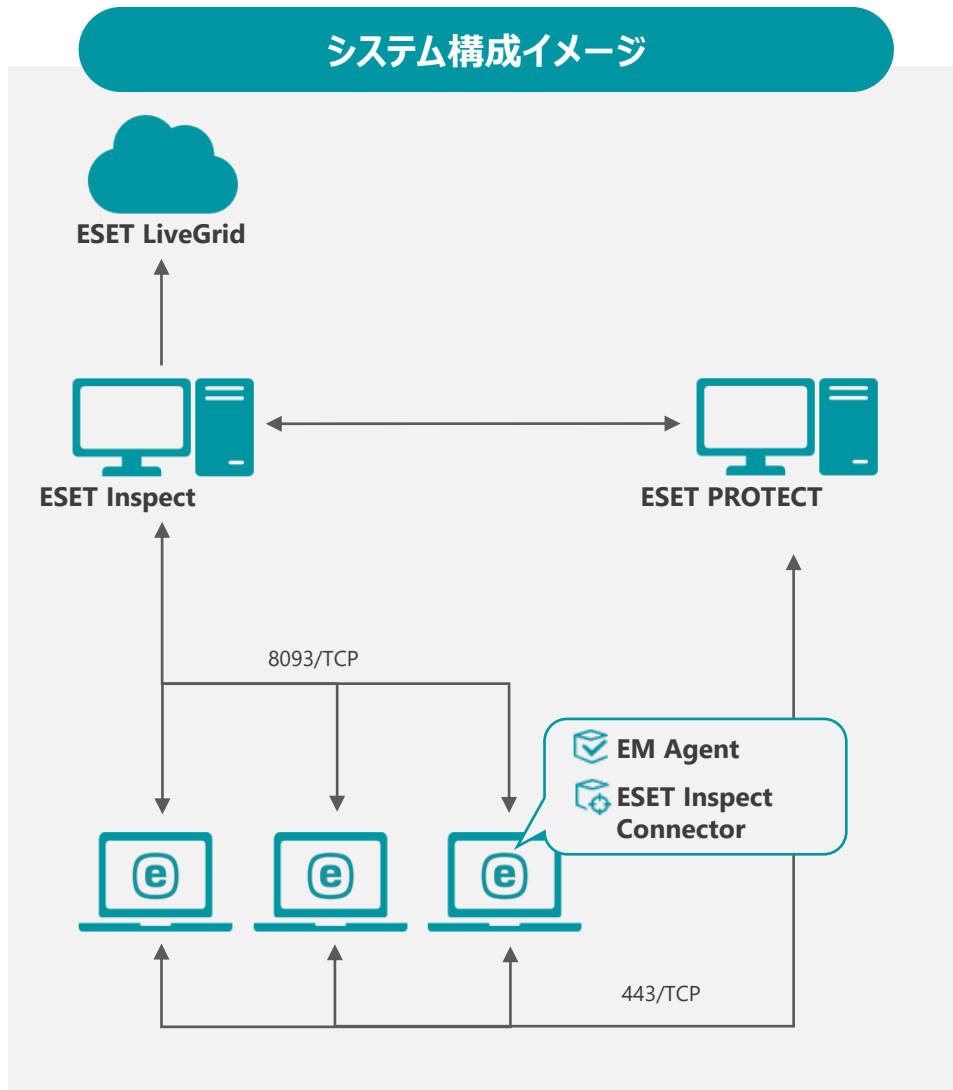 システム構成イメージ
ESET LiveGrid
ESET Inspect
ESET PROTECT
8093/TCP
EM Agent
ESET Inspect
Connector
e
e
e
443/TCP